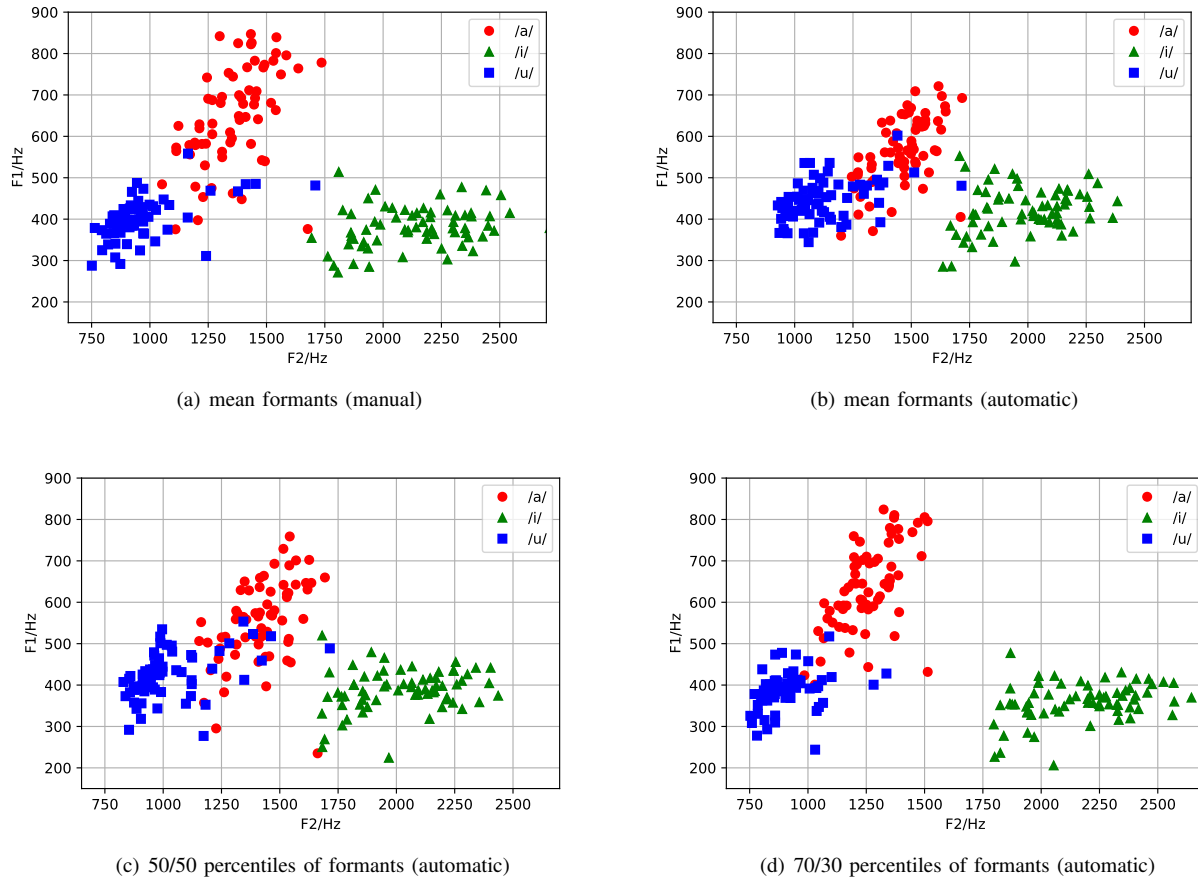 900
800
700
600
500
400
300
200
F1/Hz
/a/
/i/
/u/
750 1000 1250 1500 1750 2000 2250 2500
F2/Hz
(a) mean formants (manual)
900
800
700
600
500
400
300
200
F1/Hz
/a/
/i/
/u/
750 1000 1250 1500 1750 2000 2250 2500
F2/Hz
(b) mean formants (automatic)
900
800
700
600
500
400
300
200
F1/Hz
/a/
/i/
/u/
750 1000 1250 1500 1750 2000 2250 2500
F2/Hz
(c) 50/50 percentiles of formants (automatic)
900
800
700
600
500
400
300
200
F1/Hz
/a/
/i/
/u/
750 1000 1250 1500 1750 2000 2250 2500
F2/Hz
(d) 70/30 percentiles of formants (automatic)